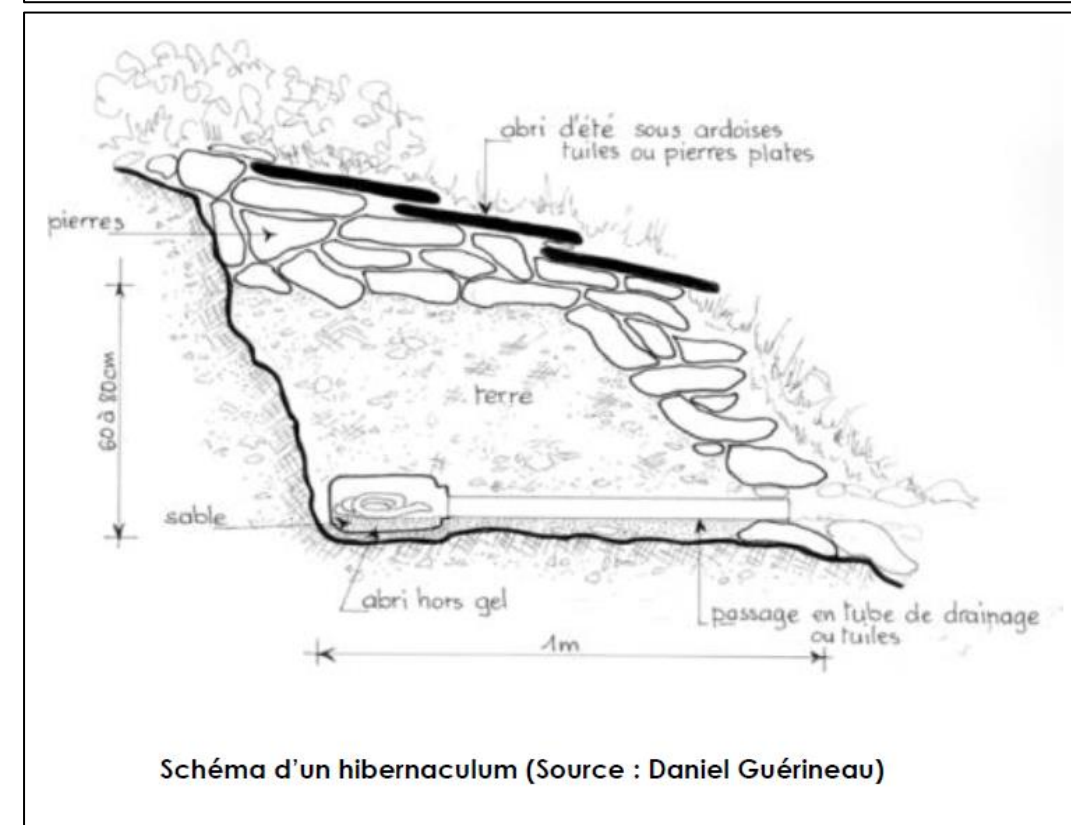 abri d'été sous ardoises
tuiles ou pierres plates
pierres
60 à 80cm
terre
sable
abri hors gel
passage en tube de drainage
ou tuiles
1m
Schéma d'un hibernaculum (Source : Daniel Guérineau)